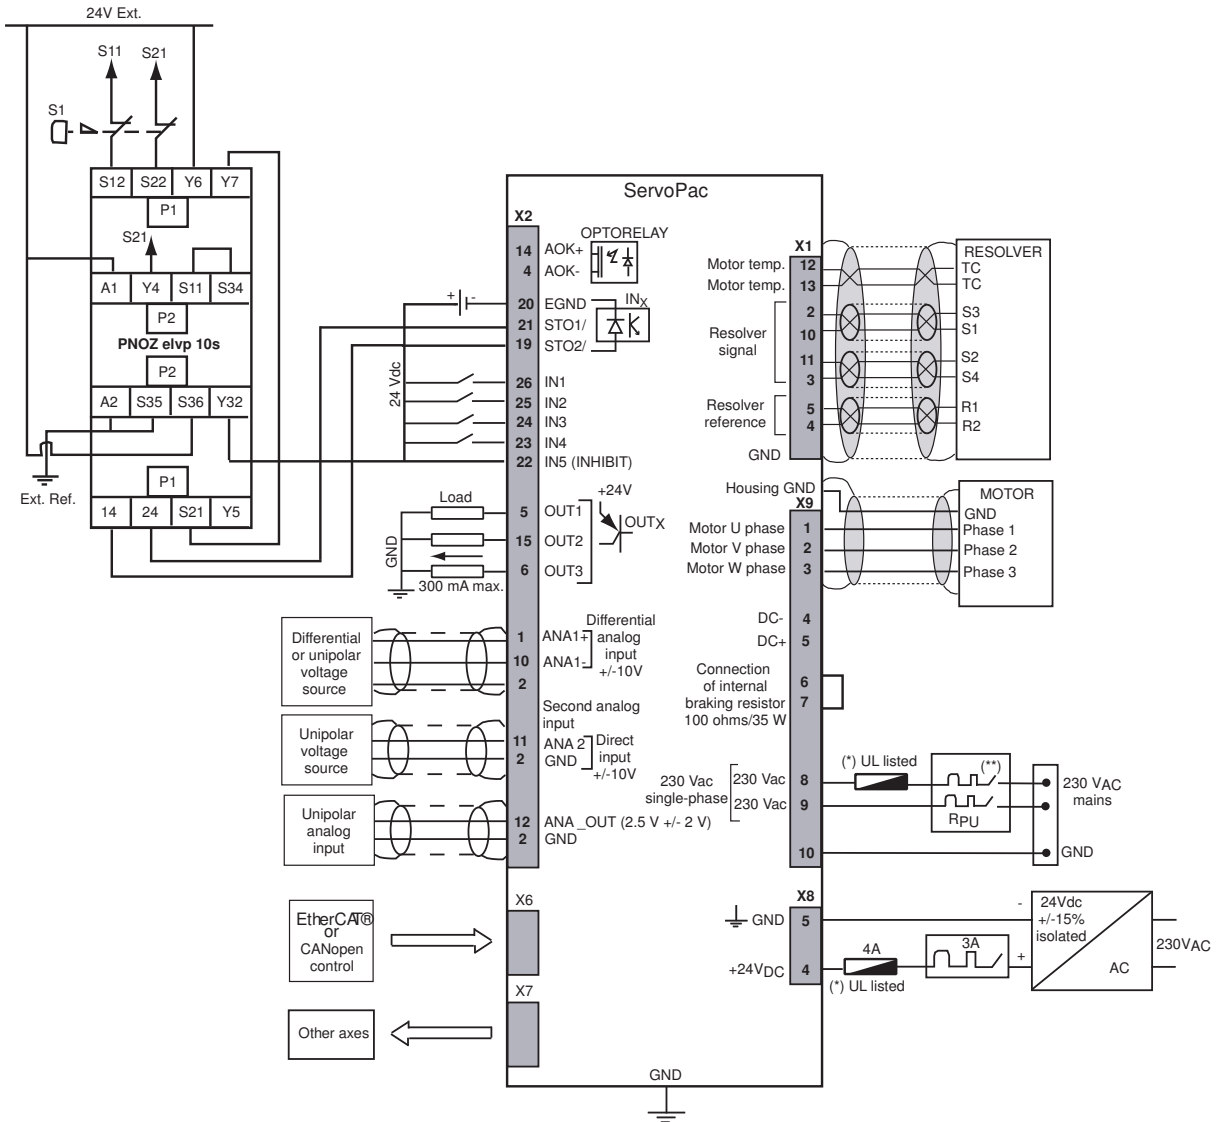 24V Ext.
S11
S21
S1
S12 S22 Y6 Y7
P1
S21
A1 Y4 S11 S34
P2
PNOZ elvp 10s
P2
A2 S35 S36 Y32
Ext. Ref.
P1
14 24 S21 Y5
ServoPac
X2
OPTORELAY
14 AOK+
4 AOK-
+ -
20 EGND
INX
21 STO1/
19 STO2/
24 Vdc
26 IN1
25 IN2
24 IN3
23 IN4
22 IN5 (INHIBIT)
Load
GND
300 mA max.
+24V
5 OUT1
OUTX
15 OUT2
6 OUT3
Differential
or unipolar
voltage
source
1 ANA1+
10 ANA1-
2
Differential
analog
input
+/-10V
Unipolar
voltage
source
Second analog
input
11 ANA 2
2 GND
Direct
input
+/-10V
Unipolar
analog
input
12 ANA_OUT (2.5 V +/- 2 V)
2 GND
EtherCAT®
or
CANopen
control
X6
X7
Other axes
X1
Motor temp. 12
Motor temp. 13
Resolver
signal
2
10
11
3
Resolver
reference
5
4
GND
RESOLVER
TC
TC
S3
S1
S2
S4
R1
R2
Housing GND
X9
Motor U phase 1
Motor V phase 2
Motor W phase 3
MOTOR
GND
Phase 1
Phase 2
Phase 3
DC- 4
DC+ 5
Connection
of internal
braking resistor
100 ohms/35 W
6
7
230 Vac
single-phase
230 Vac 8
230 Vac 9
10
(*) UL listed
(**)
RPU
230 VAC
mains
GND
X8
GND 5
+24VDC 4
4A
(*) UL listed
3A
-
+
24Vdc
+/-15%
isolated
AC
230VAC
GND